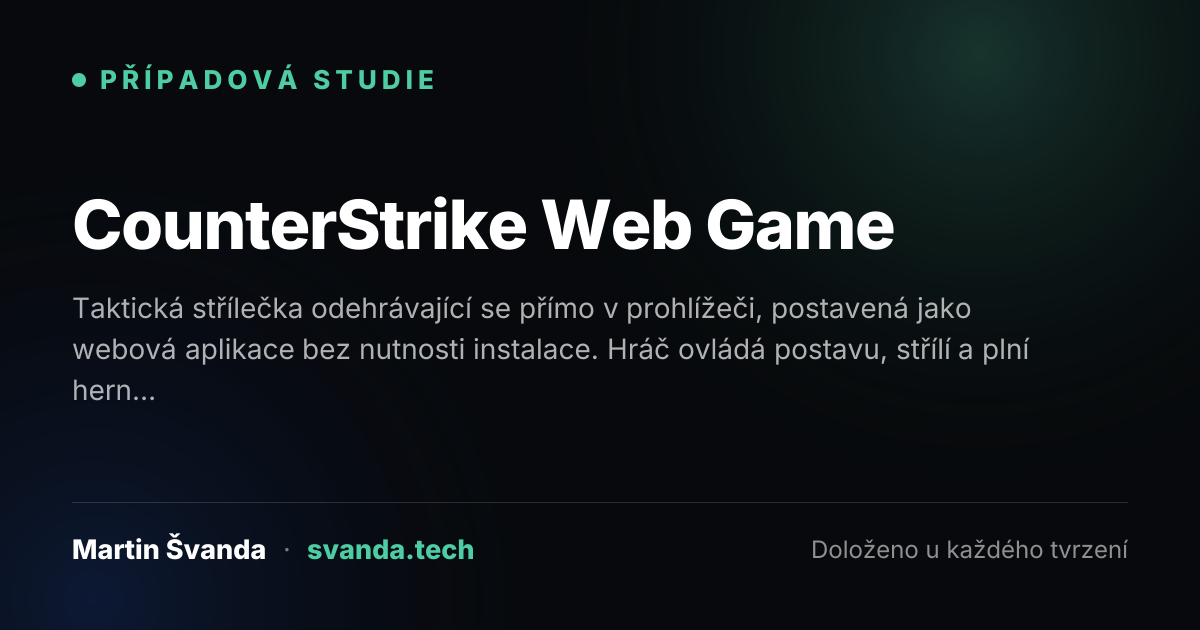 PŘÍPADOVÁ STUDIE
CounterStrike Web Game
Taktická střílečka odehrávající se přímo v prohlížeči, postavená jako
webová aplikace bez nutnosti instalace. Hráč ovládá postavu, střílí a plní
hern...
Martin Švanda · svanda.tech
Doloženo u každého tvrzení